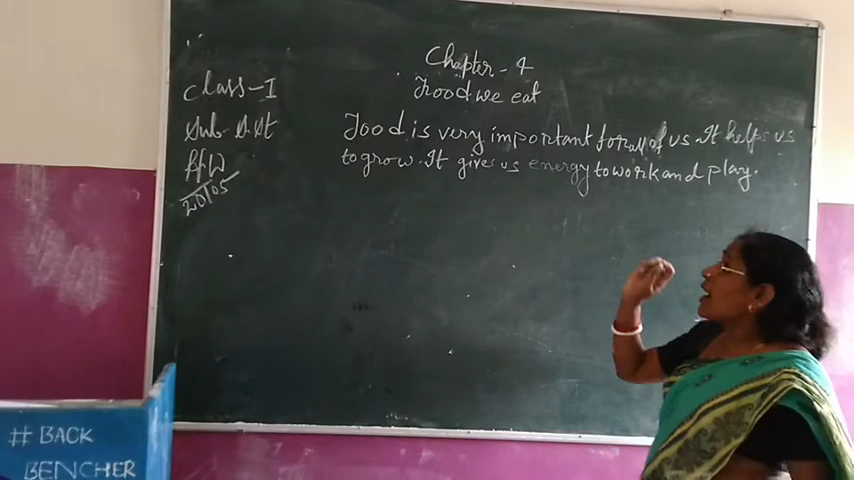 Chapter - 4
Food we eat
Class - I
Sub - S. St
Food is very important for all of us. It helps us
to grow. It gives us energy to work and play.
20/05
# BACK
BENCHER